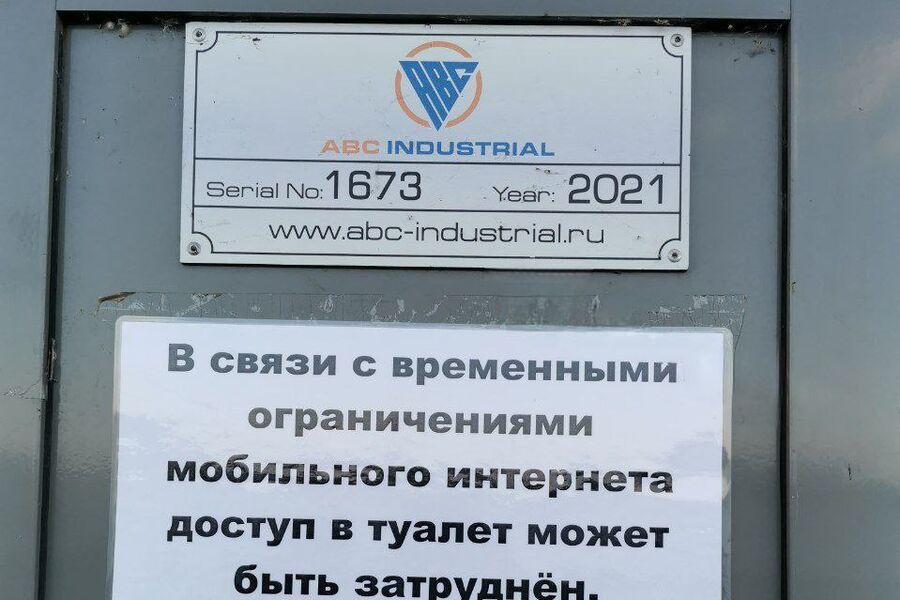 ABC
ABC INDUSTRIAL
Serial No: 1673 Year: 2021
www.abc-industrial.ru
В связи с временными
ограничениями
мобильного интернета
доступ в туалет может
быть затруднён.